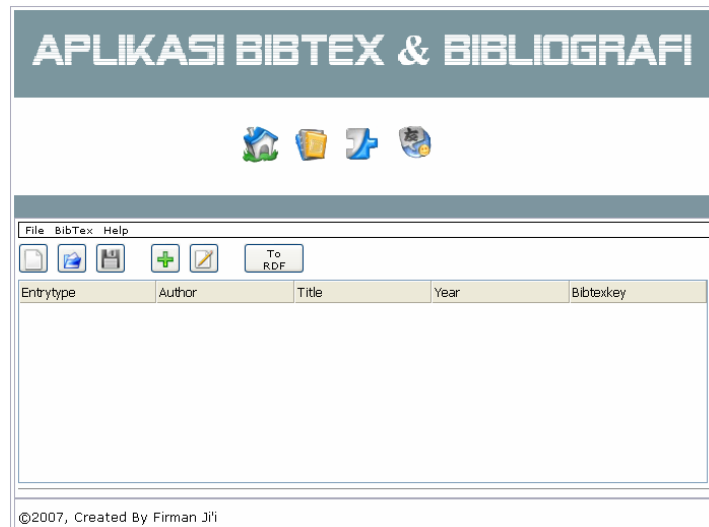 APLIKASI BIBTEX & BIBLIOGRAFI
File BibTex Help
To
RDF
Entrytype Author Title Year Bibtexkey
©2007, Created By Firman Ji'i